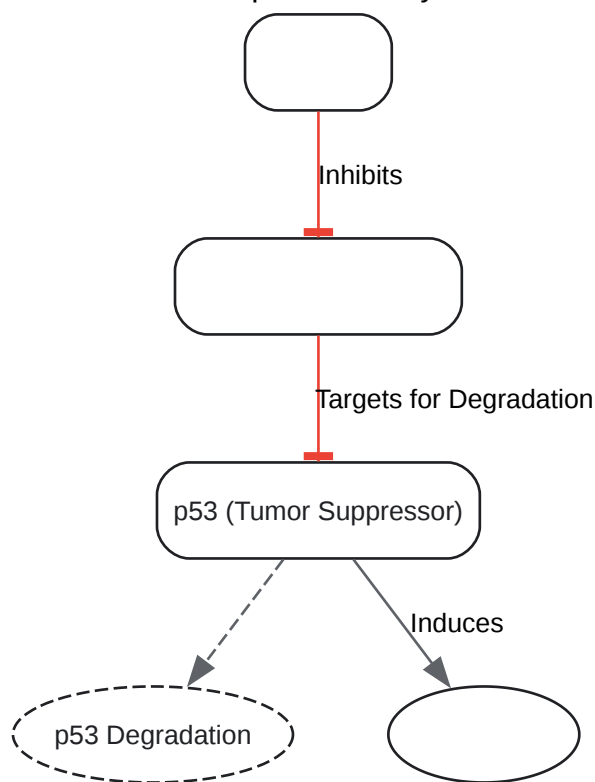 Inhibits
Targets for Degradation
p53 (Tumor Suppressor)
Induces
p53 Degradation